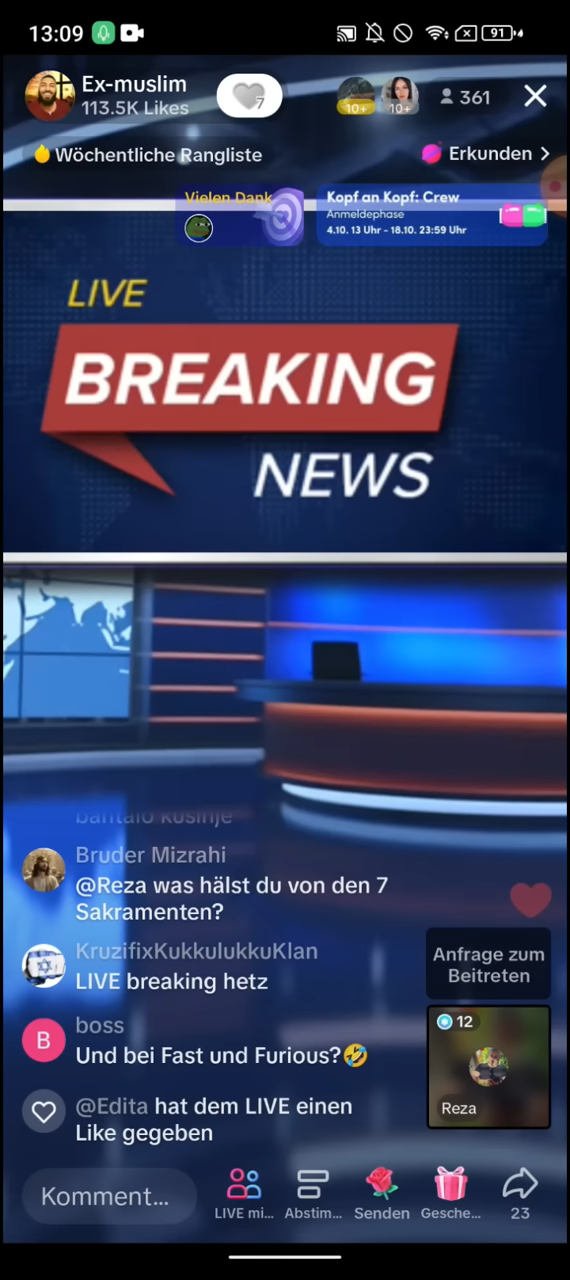 13:09
91
Ex-muslim
113.5K Likes
7
10+
10+
361
Wöchentliche Rangliste
Erkunden
Vielen Dank
Kopf an Kopf: Crew
Anmeldephase
4.10. 13 Uhr - 18.10. 23:59 Uhr
LIVE
BREAKING
NEWS
Bruder Mizrahi
@Reza was hälst du von den 7
Sakramenten?
KruzifixKukkulukkuKlan
LIVE breaking hetz
B
boss
Und bei Fast und Furious?🤣
@Edita hat dem LIVE einen
Like gegeben
Anfrage zum
Beitreten
12
Reza
Komment...
LIVE mi...
Abstim...
Senden
Gesche...
23